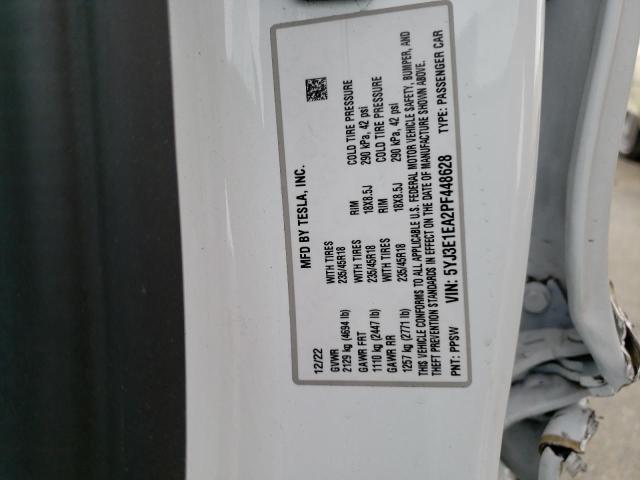 MFD BY TESLA, INC.
12/22
GVWR WITH TIRES RIM COLD TIRE PRESSURE
2129 kg (4694 lb) 235/45R18 18X8.5J 290 kPa, 42 psi
GAWR FRT WITH TIRES RIM COLD TIRE PRESSURE
1110 kg (2447 lb) 235/45R18 18X8.5J 290 kPa, 42 psi
GAWR RR WITH TIRES
1257 kg (2771 lb) 235/45R18
THIS VEHICLE CONFORMS TO ALL APPLICABLE U.S. FEDERAL MOTOR VEHICLE SAFETY, BUMPER, AND
THEFT PREVENTION STANDARDS IN EFFECT ON THE DATE OF MANUFACTURE SHOWN ABOVE.
PNT: PPSW VIN: 5YJ3E1EA2PF448628 TYPE: PASSENGER CAR